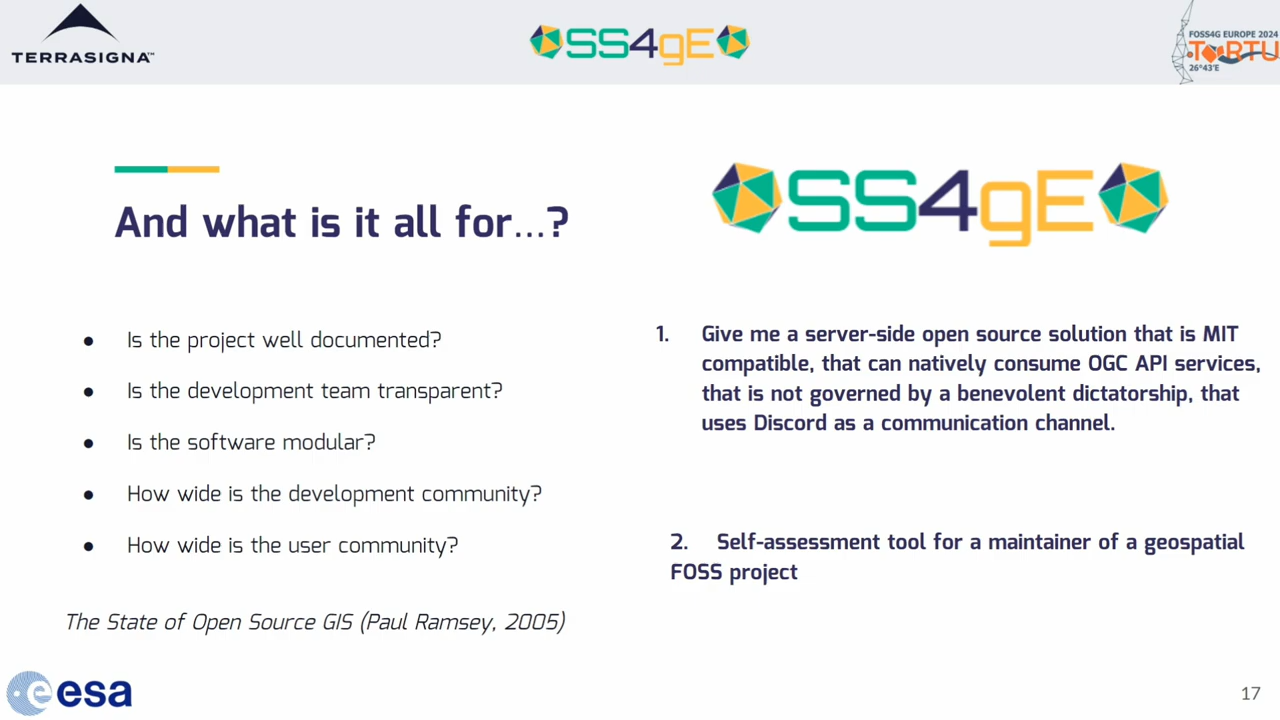 TERRASIGNA™
SS4gE
FOSS4G EUROPE 2024
TARTU
26°43'E
And what is it all for...?
SS4gE
● Is the project well documented?
● Is the development team transparent?
● Is the software modular?
● How wide is the development community?
● How wide is the user community?
The State of Open Source GIS (Paul Ramsey, 2005)
1. Give me a server-side open source solution that is MIT
compatible, that can natively consume OGC API services,
that is not governed by a benevolent dictatorship, that
uses Discord as a communication channel.
2. Self-assessment tool for a maintainer of a geospatial
FOSS project
esa
17